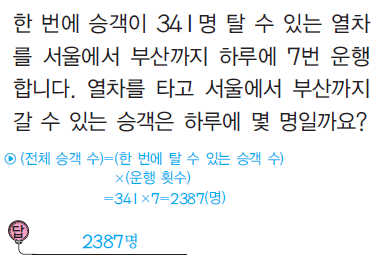 한 번에 승객이 341명 탈 수 있는 열차
를 서울에서 부산까지 하루에 7번 운행
합니다. 열차를 타고 서울에서 부산까지
갈 수 있는 승객은 하루에 몇 명일까요?
(전체 승객 수)=(한 번에 탈 수 있는 승객 수)
×(운행 횟수)
=341×7=2387(명)
답 2387명